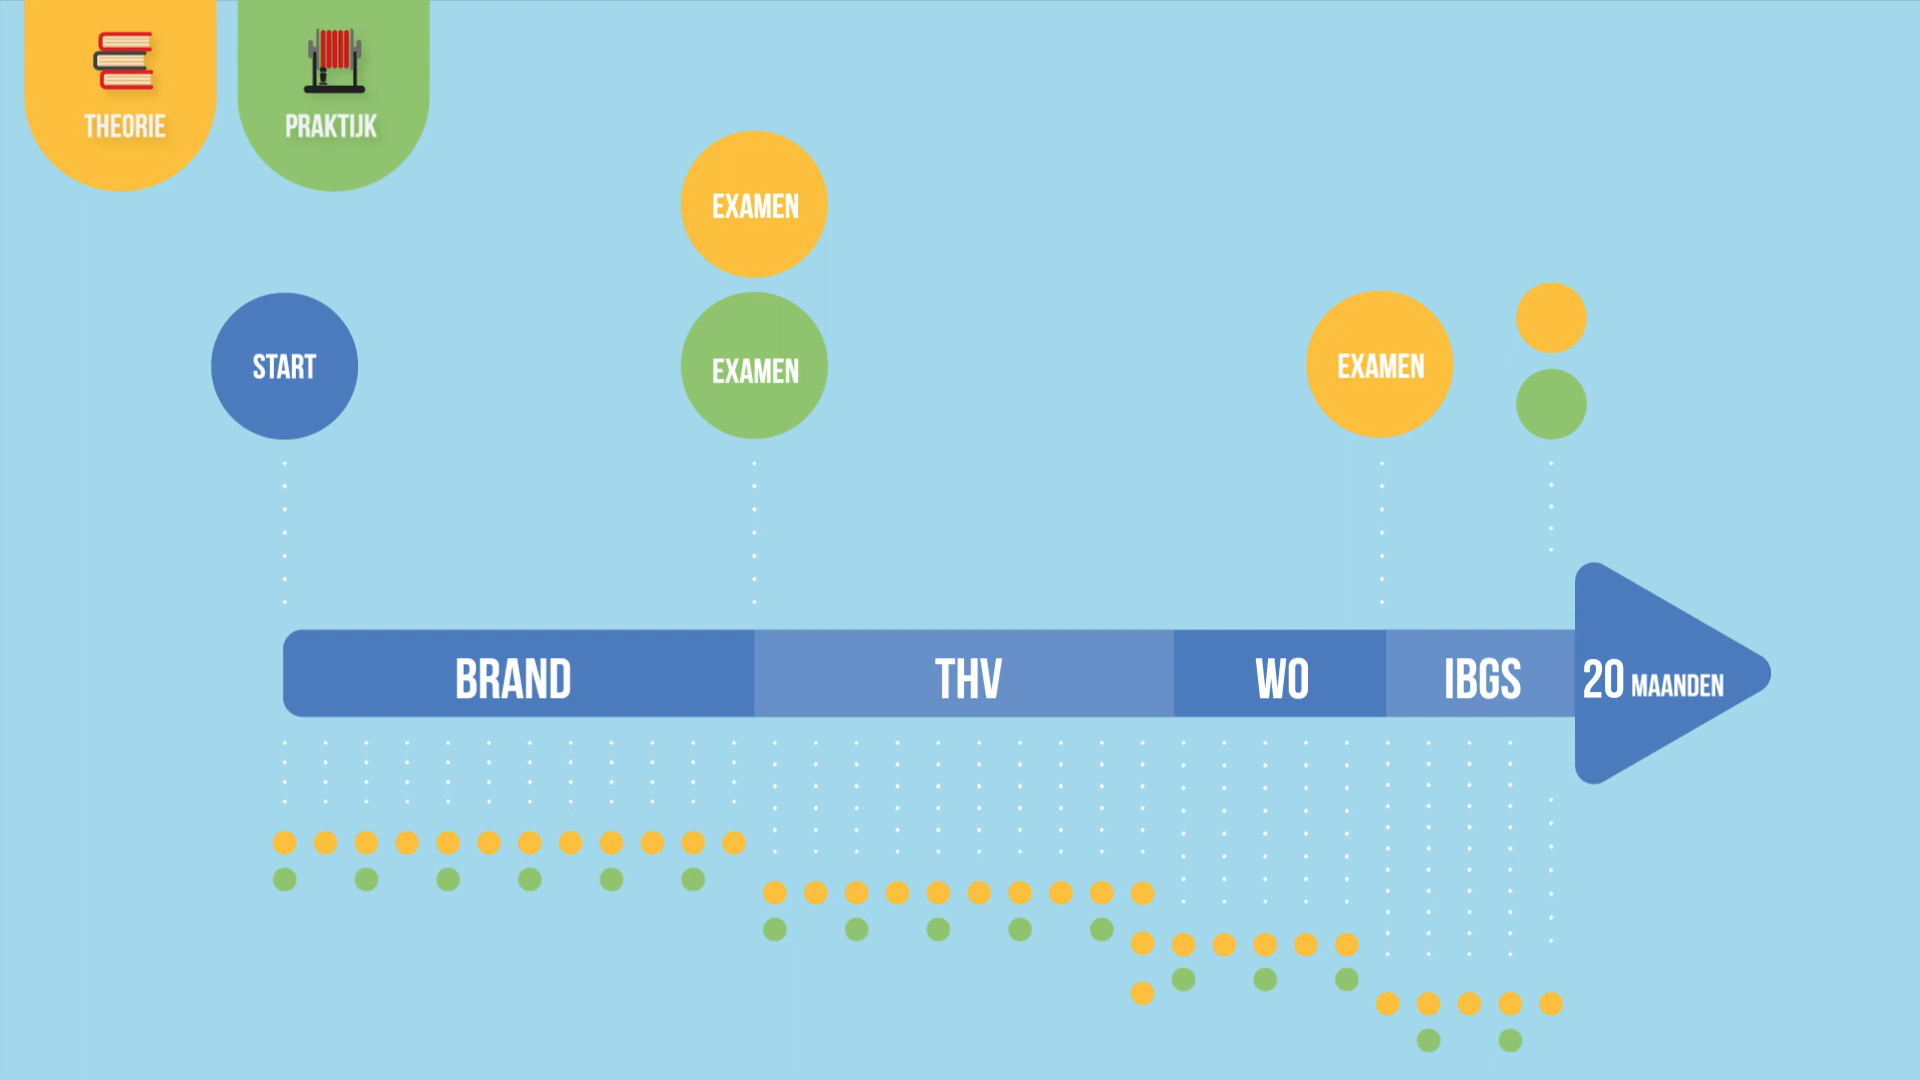 THEORIE
PRAKTIJK
EXAMEN
START
EXAMEN
EXAMEN
BRAND
THV
WO
IBGS
20 MAANDEN